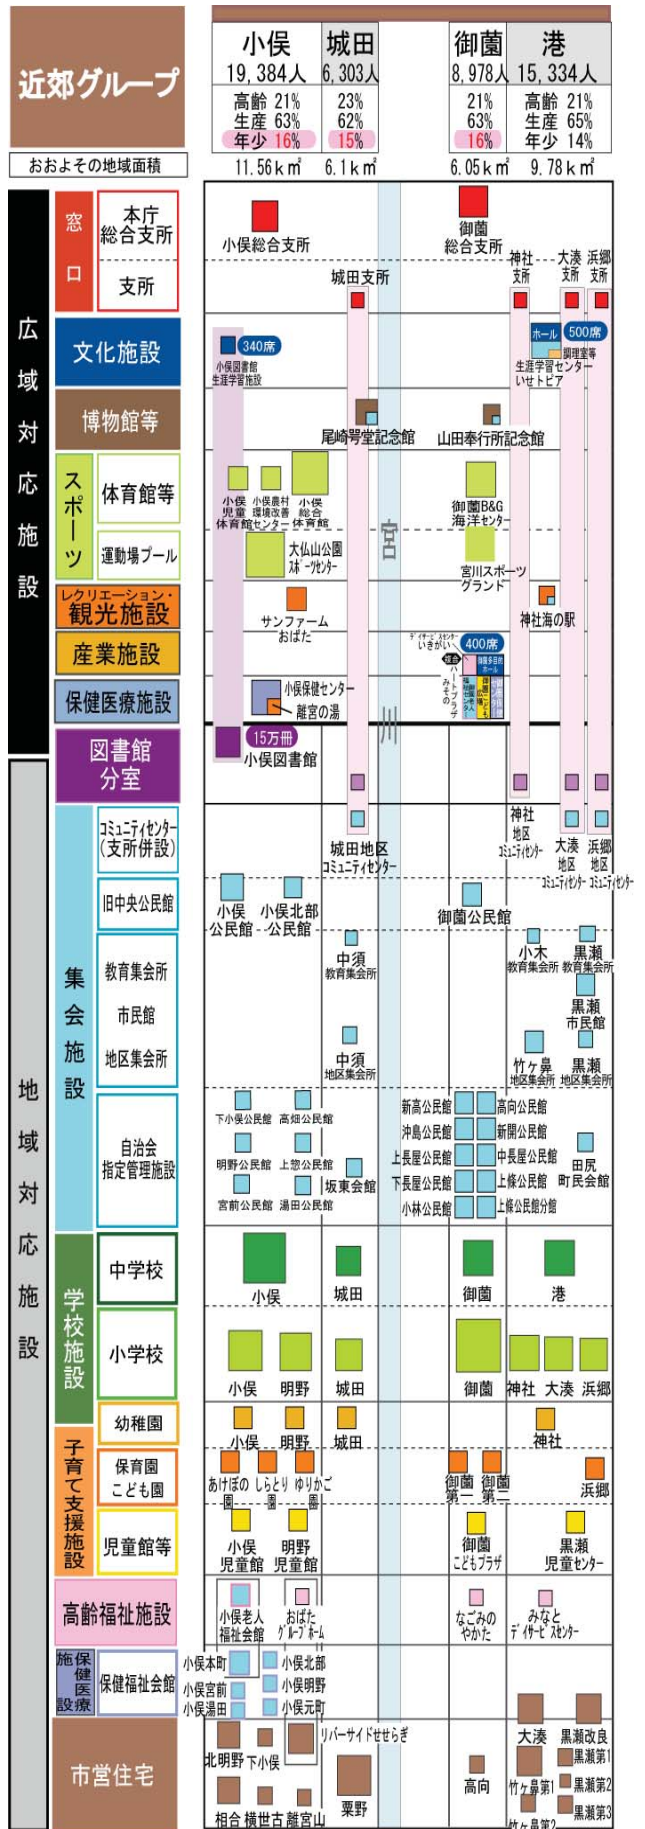 近郊グループ
小俣
19,384人
高齢 21%
生産 63%
年少 16%
11.56ｋ㎡
城田
6,303人
23%
62%
15%
6.1ｋ㎡
御薗
8,978人
21%
63%
16%
6.05ｋ㎡
港
15,334人
高齢 21%
生産 65%
年少 14%
9.78ｋ㎡
おおよその地域面積
広域対応施設
窓口
本庁
総合支所
支所
小俣総合支所
御薗
総合支所
城田支所
神社
支所
大湊
支所
浜郷
支所
文化施設
340席
小俣図書館
生涯学習施設
ホール
500席
調理室等
生涯学習センター
いせトピア
博物館等
尾崎咢堂記念館
山田奉行所記念館
スポーツ
体育館等
小俣
児童
体育館
小俣農村
環境改善
センター
小俣
総合
体育館
御薗B&G
海洋センター
宮川
運動場プール
大仏山公園
スポーツセンター
宮川スポーツ
グランド
レクリエーション・
観光施設
サンファーム
おばた
神社海の駅
産業施設
デイサービスセンター
いきがい
400席
複合
ハートプラザ
みその
御薗多目的
ホール
保健医療施設
小俣保健センター
離宮の湯
図書館
分室
15万冊
小俣図書館
地域対応施設
集会施設
コミュニティセンター
(支所併設)
城田地区
コミュニティセンター
神社
地区
コミュニティセンター
大湊
地区
コミュニティセンター
浜郷
地区
コミュニティセンター
旧中央公民館
小俣
公民館
小俣北部
公民館
御薗公民館
教育集会所
市民館
地区集会所
中須
教育集会所
小木
教育集会所
黒瀬
教育集会所
黒瀬
市民館
中須
地区集会所
竹ヶ鼻
地区集会所
黒瀬
地区集会所
自治会
指定管理施設
下小俣公民館
高畑公民館
明野公民館
上惣公民館
宮前公民館
湯田公民館
坂東会館
新高公民館
高向公民館
沖島公民館
新開公民館
上長屋公民館
中長屋公民館
下長屋公民館
上條公民館
小林公民館
上條公民館分館
田尻
町民会館
学校施設
中学校
小俣
城田
御薗
港
小学校
小俣
明野
城田
御薗
神社
大湊
浜郷
幼稚園
小俣
明野
城田
神社
子育て支援施設
保育園
こども園
あけぼの
園
しらとり
園
ゆりかご
園
御薗
第一
御薗
第二
浜郷
児童館等
小俣
児童館
明野
児童館
御薗
こどもプラザ
黒瀬
児童センター
高齢福祉施設
小俣老人
福祉会館
おばた
グループホーム
なごみの
やかた
みなと
デイサービスセンター
保健医療
施設
保健福祉会館
小俣本町
小俣北部
小俣宮前
小俣明野
小俣湯田
小俣元町
市営住宅
北明野
下小俣
リバーサイドせせらぎ
相合
横世古
離宮山
粟野
高向
大湊
黒瀬改良
竹ヶ鼻第1
黒瀬第1
黒瀬第2
竹ヶ鼻第2
黒瀬第3